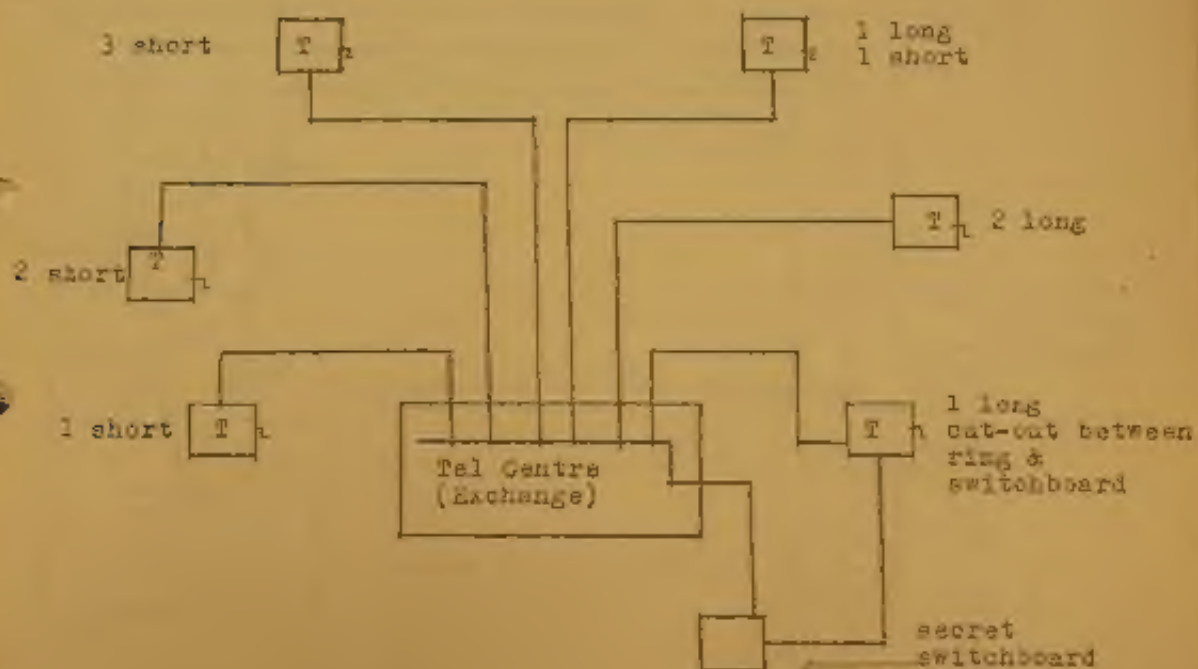 3 short
T
T
1 long
1 short
T
2 long
2 short
T
1 short
T
Tel Centre
(Exchange)
T
1 long
cut-out between
ring &
switchboard
secret
switchboard